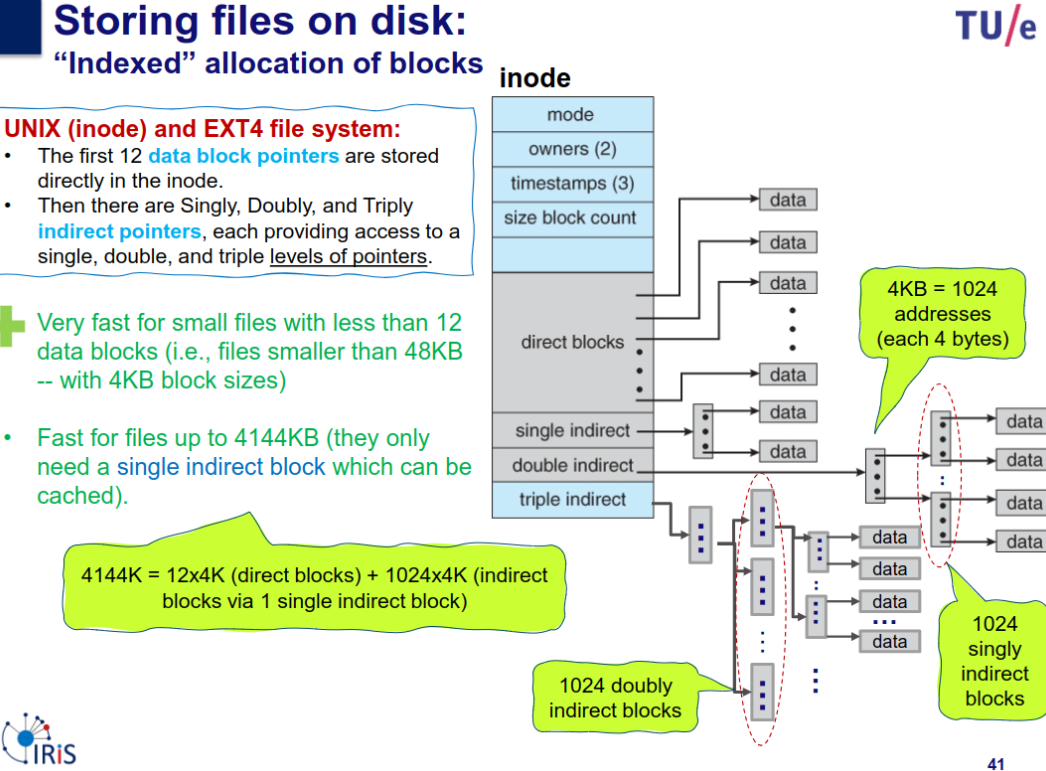 Storing files on disk:
"Indexed" allocation of blocks
TU/e
UNIX (inode) and EXT4 file system:
• The first 12 data block pointers are stored
directly in the inode.
• Then there are Singly, Doubly, and Triply
indirect pointers, each providing access to a
single, double, and triple levels of pointers.
Very fast for small files with less than 12
data blocks (i.e., files smaller than 48KB
-- with 4KB block sizes)
• Fast for files up to 4144KB (they only
need a single indirect block which can be
cached).
4144K = 12x4K (direct blocks) + 1024x4K (indirect
blocks via 1 single indirect block)
inode
mode
owners (2)
timestamps (3)
size block count
direct blocks
single indirect
double indirect
triple indirect
data
data
data
data
data
data
4KB = 1024
addresses
(each 4 bytes)
data
data
data
data
data
data
data
data
1024 doubly
indirect blocks
1024
singly
indirect
blocks
IRiS
41